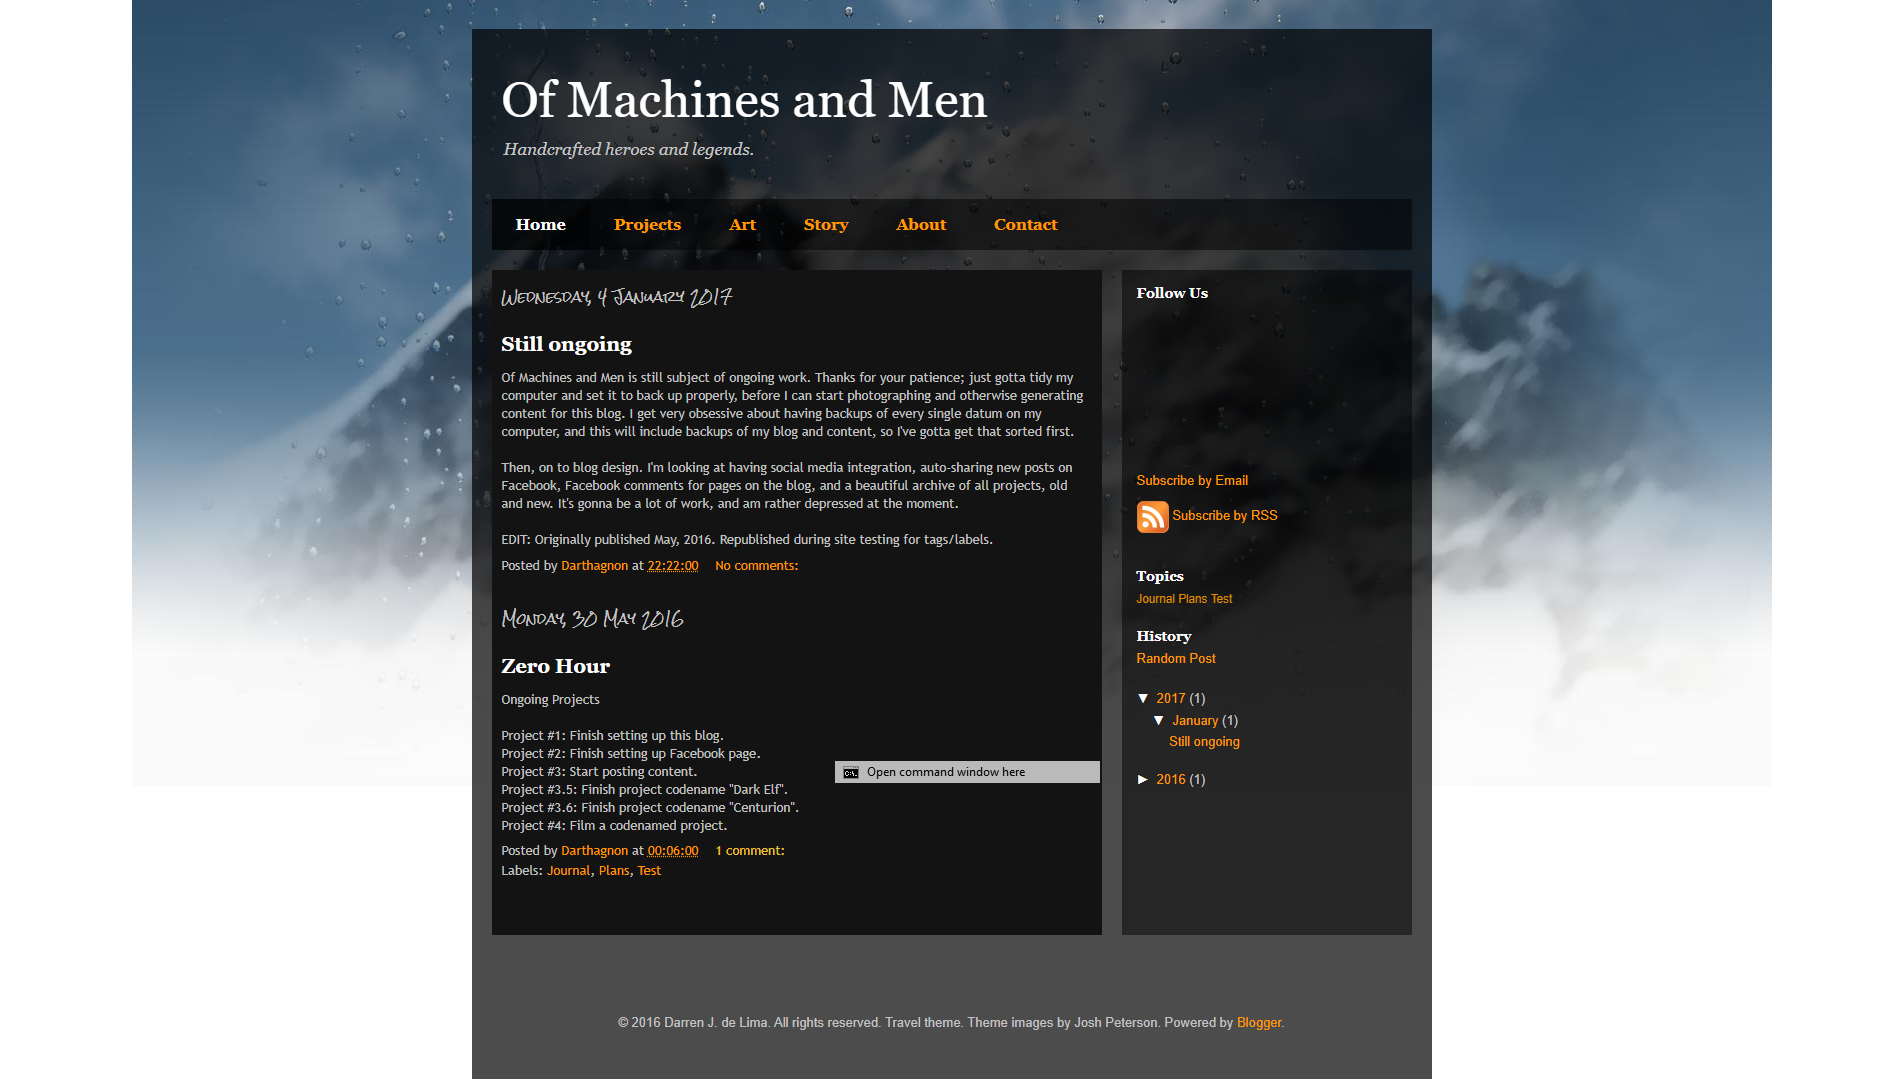 Of Machines and Men
Handcrafted heroes and legends.
Home Projects Art Story About Contact
Wednesday, 4 January 2017
Still ongoing
Of Machines and Men is still subject of ongoing work. Thanks for your patience; just gotta tidy my
computer and set it to back up properly, before I can start photographing and otherwise generating
content for this blog. I get very obsessive about having backups of every single datum on my
computer, and this will include backups of my blog and content, so I've gotta get that sorted first.
Then, on to blog design. I'm looking at having social media integration, auto-sharing new posts on
Facebook, Facebook comments for pages on the blog, and a beautiful archive of all projects, old
and new. It's gonna be a lot of work, and am rather depressed at the moment.
EDIT: Originally published May, 2016. Republished during site testing for tags/labels.
Posted by Darthagnon at 22:22:00 No comments:
Monday, 30 May 2016
Zero Hour
Ongoing Projects
Project #1: Finish setting up this blog.
Project #2: Finish setting up Facebook page.
Project #3: Start posting content.
Project #3.5: Finish project codename "Dark Elf".
Project #3.6: Finish project codename "Centurion".
Project #4: Film a codenamed project.
Posted by Darthagnon at 00:06:00 1 comment:
Labels: Journal, Plans, Test
C:\. Open command window here
Follow Us
Subscribe by Email
Subscribe by RSS
Topics
Journal Plans Test
History
Random Post
▼ 2017 (1)
▼ January (1)
Still ongoing
► 2016 (1)
© 2016 Darren J. de Lima. All rights reserved. Travel theme. Theme images by Josh Peterson. Powered by Blogger.